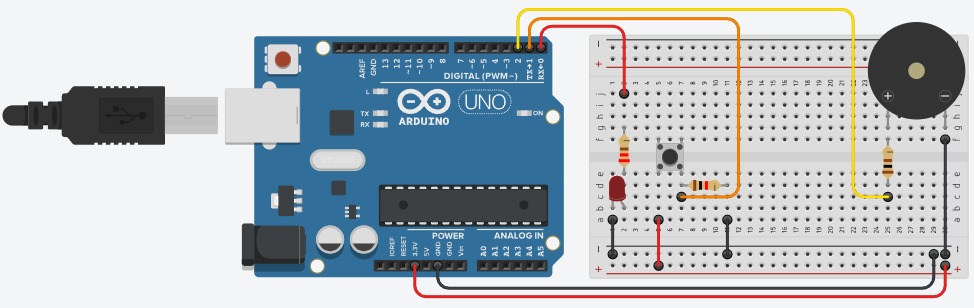 AREF
GND
13
12
~11
~10
~9
8
7
~6
~5
4
~3
2
TX→1
RX←0
DIGITAL (PWM~)
L
TX
RX
ARDUINO
UNO
ON
POWER
ANALOG IN
IOREF
RESET
3.3V
5V
GND
GND
Vin
A0
A1
A2
A3
A4
A5